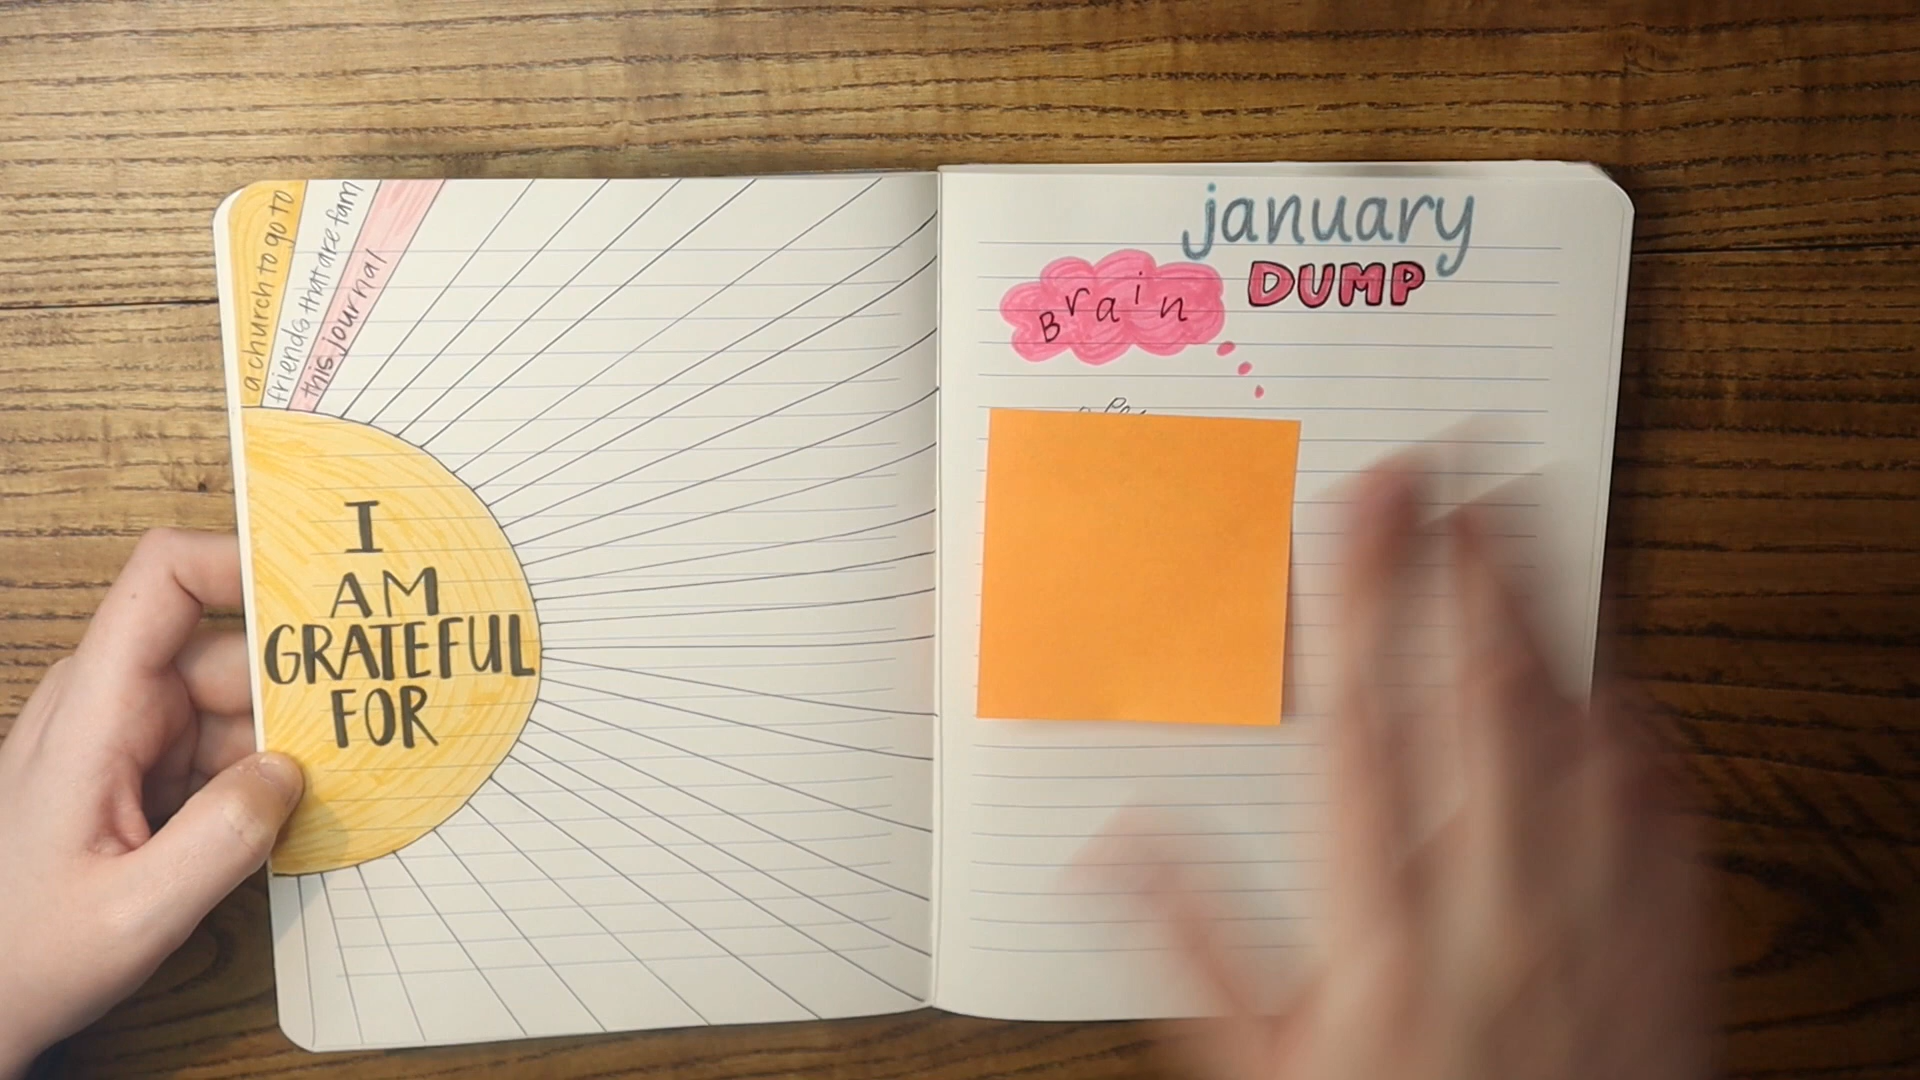 a church to go to
friends that are fam
this journal
I
AM
GRATEFUL
FOR
january
Brain
DUMP